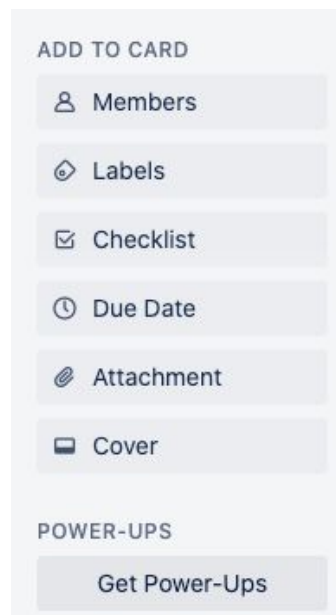 ADD TO CARD
Members
Labels
Checklist
Due Date
Attachment
Cover
POWER-UPS
Get Power-Ups